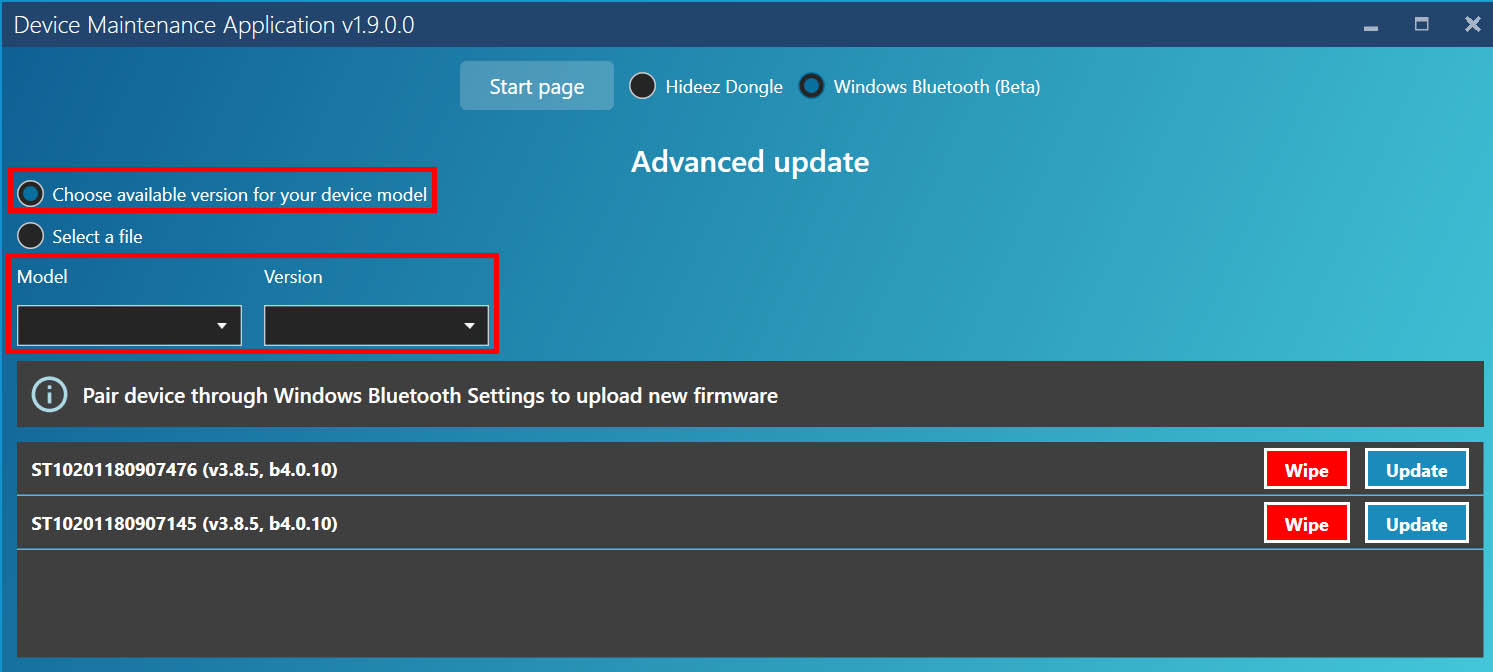 Device Maintenance Application v1.9.0.0
Start page Hideez Dongle Windows Bluetooth (Beta)
Advanced update
Choose available version for your device model
Select a file
Model Version
Pair device through Windows Bluetooth Settings to upload new firmware
ST10201180907476 (v3.8.5, b4.0.10) Wipe Update
ST10201180907145 (v3.8.5, b4.0.10) Wipe Update